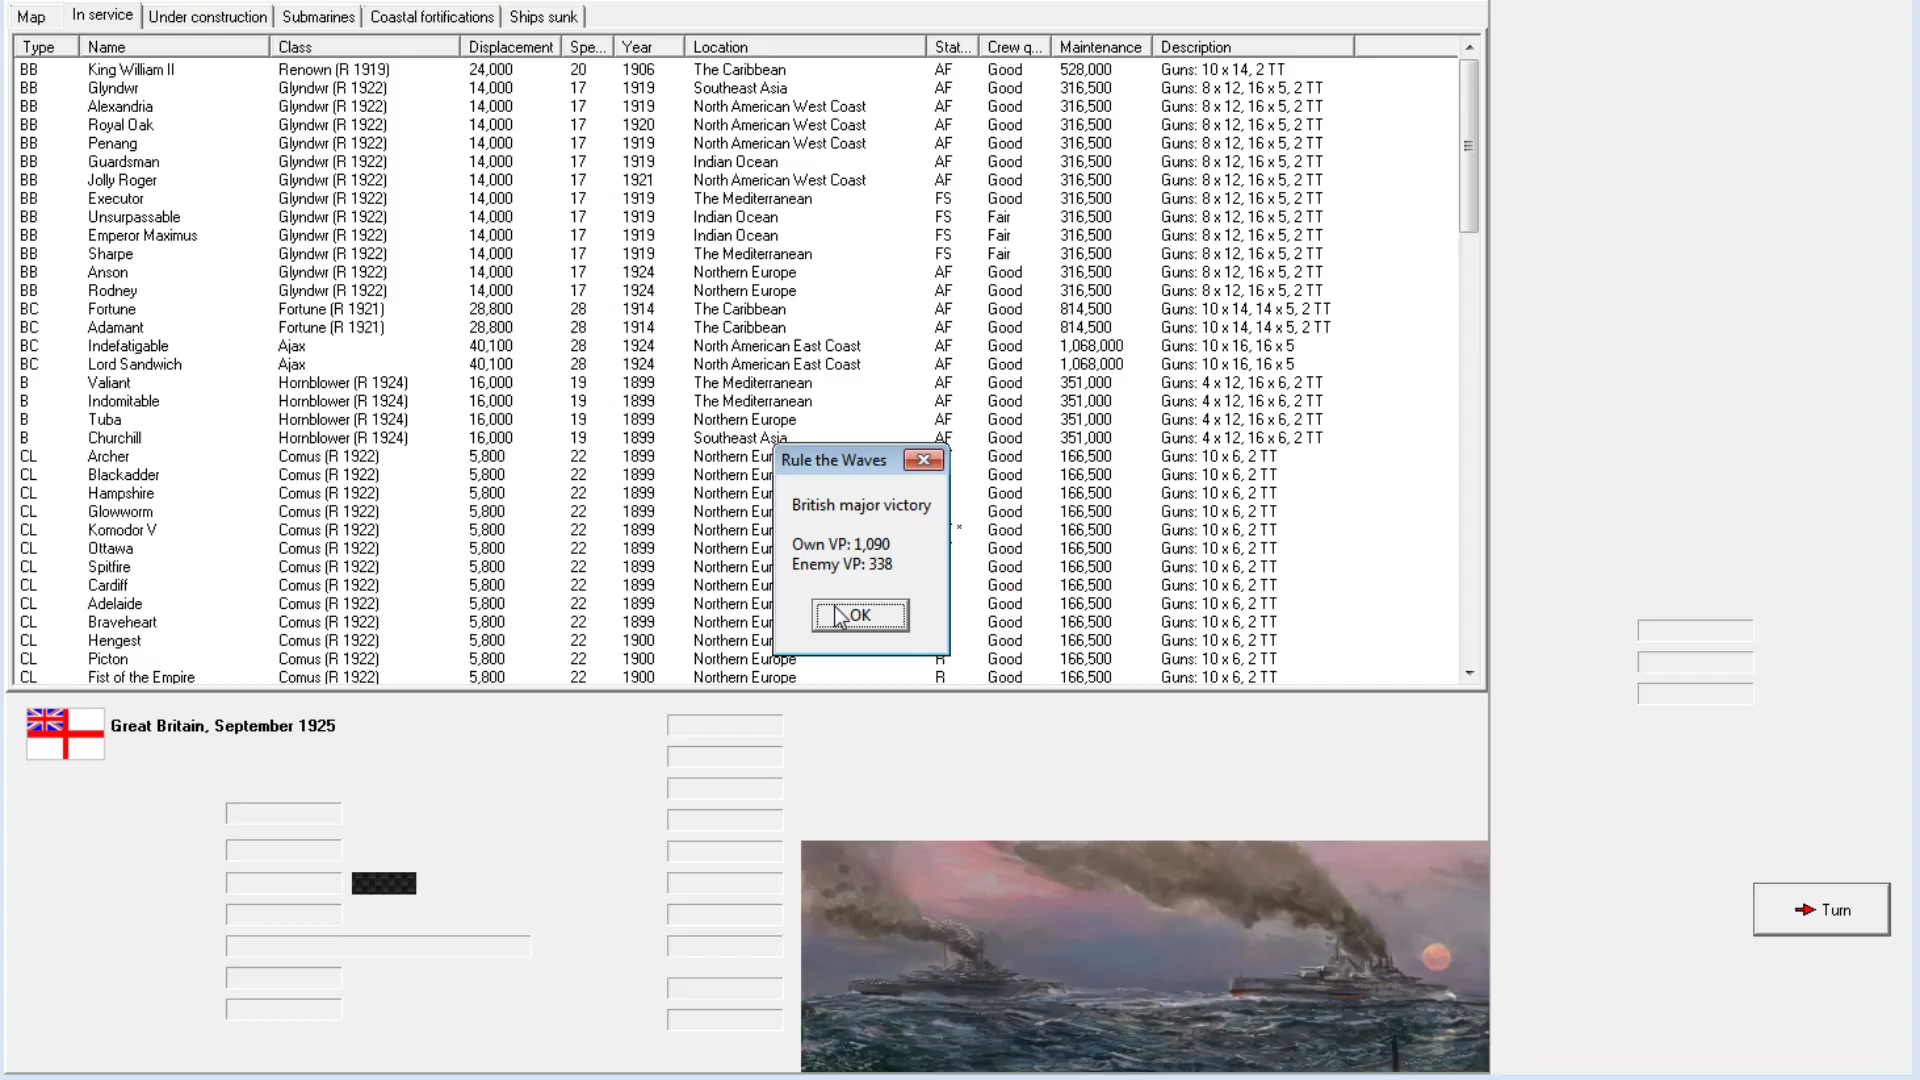 Map In service Under construction Submarines Coastal fortifications Ships sunk
Type Name Class Displacement Spe... Year Location Stat... Crew q... Maintenance Description
BB King William II Renown (R 1919) 24,000 20 1906 The Caribbean AF Good 528,000 Guns: 10 x 14, 2 TT
BB Glyndwr Glyndwr (R 1922) 14,000 17 1919 Southeast Asia AF Good 316,500 Guns: 8 x 12, 16 x 5, 2 TT
BB Alexandria Glyndwr (R 1922) 14,000 17 1919 North American West Coast AF Good 316,500 Guns: 8 x 12, 16 x 5, 2 TT
BB Royal Oak Glyndwr (R 1922) 14,000 17 1920 North American West Coast AF Good 316,500 Guns: 8 x 12, 16 x 5, 2 TT
BB Penang Glyndwr (R 1922) 14,000 17 1919 North American West Coast AF Good 316,500 Guns: 8 x 12, 16 x 5, 2 TT
BB Guardsman Glyndwr (R 1922) 14,000 17 1919 Indian Ocean AF Good 316,500 Guns: 8 x 12, 16 x 5, 2 TT
BB Jolly Roger Glyndwr (R 1922) 14,000 17 1921 North American West Coast AF Good 316,500 Guns: 8 x 12, 16 x 5, 2 TT
BB Executor Glyndwr (R 1922) 14,000 17 1919 The Mediterranean FS Good 316,500 Guns: 8 x 12, 16 x 5, 2 TT
BB Unsurpassable Glyndwr (R 1922) 14,000 17 1919 Indian Ocean FS Fair 316,500 Guns: 8 x 12, 16 x 5, 2 TT
BB Emperor Maximus Glyndwr (R 1922) 14,000 17 1919 Indian Ocean FS Fair 316,500 Guns: 8 x 12, 16 x 5, 2 TT
BB Sharpe Glyndwr (R 1922) 14,000 17 1919 The Mediterranean FS Fair 316,500 Guns: 8 x 12, 16 x 5, 2 TT
BB Anson Glyndwr (R 1922) 14,000 17 1924 Northern Europe AF Good 316,500 Guns: 8 x 12, 16 x 5, 2 TT
BB Rodney Glyndwr (R 1922) 14,000 17 1924 Northern Europe AF Good 316,500 Guns: 8 x 12, 16 x 5, 2 TT
BC Fortune Fortune (R 1921) 28,800 28 1914 The Caribbean AF Good 814,500 Guns: 10 x 14, 14 x 5, 2 TT
BC Adamant Fortune (R 1921) 28,800 28 1914 The Caribbean AF Good 814,500 Guns: 10 x 14, 14 x 5, 2 TT
BC Indefatigable Ajax 40,100 28 1924 North American East Coast AF Good 1,068,000 Guns: 10 x 16, 16 x 5
BC Lord Sandwich Ajax 40,100 28 1924 North American East Coast AF Good 1,068,000 Guns: 10 x 16, 16 x 5
B Valiant Hornblower (R 1924) 16,000 19 1899 The Mediterranean AF Good 351,000 Guns: 4 x 12, 16 x 6, 2 TT
B Indomitable Hornblower (R 1924) 16,000 19 1899 The Mediterranean AF Good 351,000 Guns: 4 x 12, 16 x 6, 2 TT
B Tuba Hornblower (R 1924) 16,000 19 1899 Northern Europe AF Good 351,000 Guns: 4 x 12, 16 x 6, 2 TT
B Churchill Hornblower (R 1924) 16,000 19 1899 Southeast Asia AF Good 351,000 Guns: 4 x 12, 16 x 6, 2 TT
CL Archer Comus (R 1922) 5,800 22 1899 Northern Eur Good 166,500 Guns: 10 x 6, 2 TT
CL Blackadder Comus (R 1922) 5,800 22 1899 Northern Eur Good 166,500 Guns: 10 x 6, 2 TT
CL Hampshire Comus (R 1922) 5,800 22 1899 Northern Eur Good 166,500 Guns: 10 x 6, 2 TT
CL Glowworm Comus (R 1922) 5,800 22 1899 Northern Eur Good 166,500 Guns: 10 x 6, 2 TT
CL Komodor V Comus (R 1922) 5,800 22 1899 Northern Eur Good 166,500 Guns: 10 x 6, 2 TT
CL Ottawa Comus (R 1922) 5,800 22 1899 Northern Eur Good 166,500 Guns: 10 x 6, 2 TT
CL Spitfire Comus (R 1922) 5,800 22 1899 Northern Eur Good 166,500 Guns: 10 x 6, 2 TT
CL Cardiff Comus (R 1922) 5,800 22 1899 Northern Eur Good 166,500 Guns: 10 x 6, 2 TT
CL Adelaide Comus (R 1922) 5,800 22 1899 Northern Eur Good 166,500 Guns: 10 x 6, 2 TT
CL Braveheart Comus (R 1922) 5,800 22 1899 Northern Eur Good 166,500 Guns: 10 x 6, 2 TT
CL Hengest Comus (R 1922) 5,800 22 1900 Northern Eur Good 166,500 Guns: 10 x 6, 2 TT
CL Picton Comus (R 1922) 5,800 22 1900 Northern Europe R Good 166,500 Guns: 10 x 6, 2 TT
CL Fist of the Empire Comus (R 1922) 5,800 22 1900 Northern Europe R Good 166,500 Guns: 10 x 6, 2 TT
Rule the Waves
British major victory
Own VP: 1,090
Enemy VP: 338
OK
Great Britain, September 1925
Turn